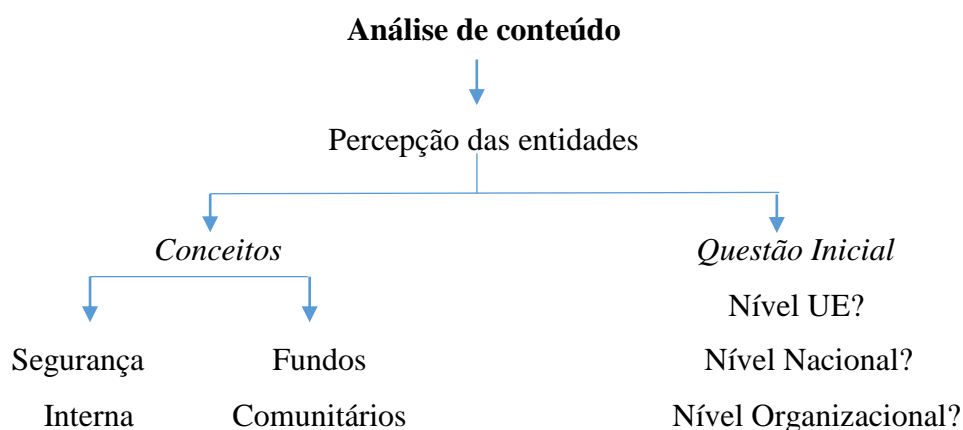 Análise de conteúdo
Percepção das entidades
Conceitos
Questão Inicial
Nível UE?
Segurança
Fundos
Nível Nacional?
Interna
Comunitários
Nível Organizacional?